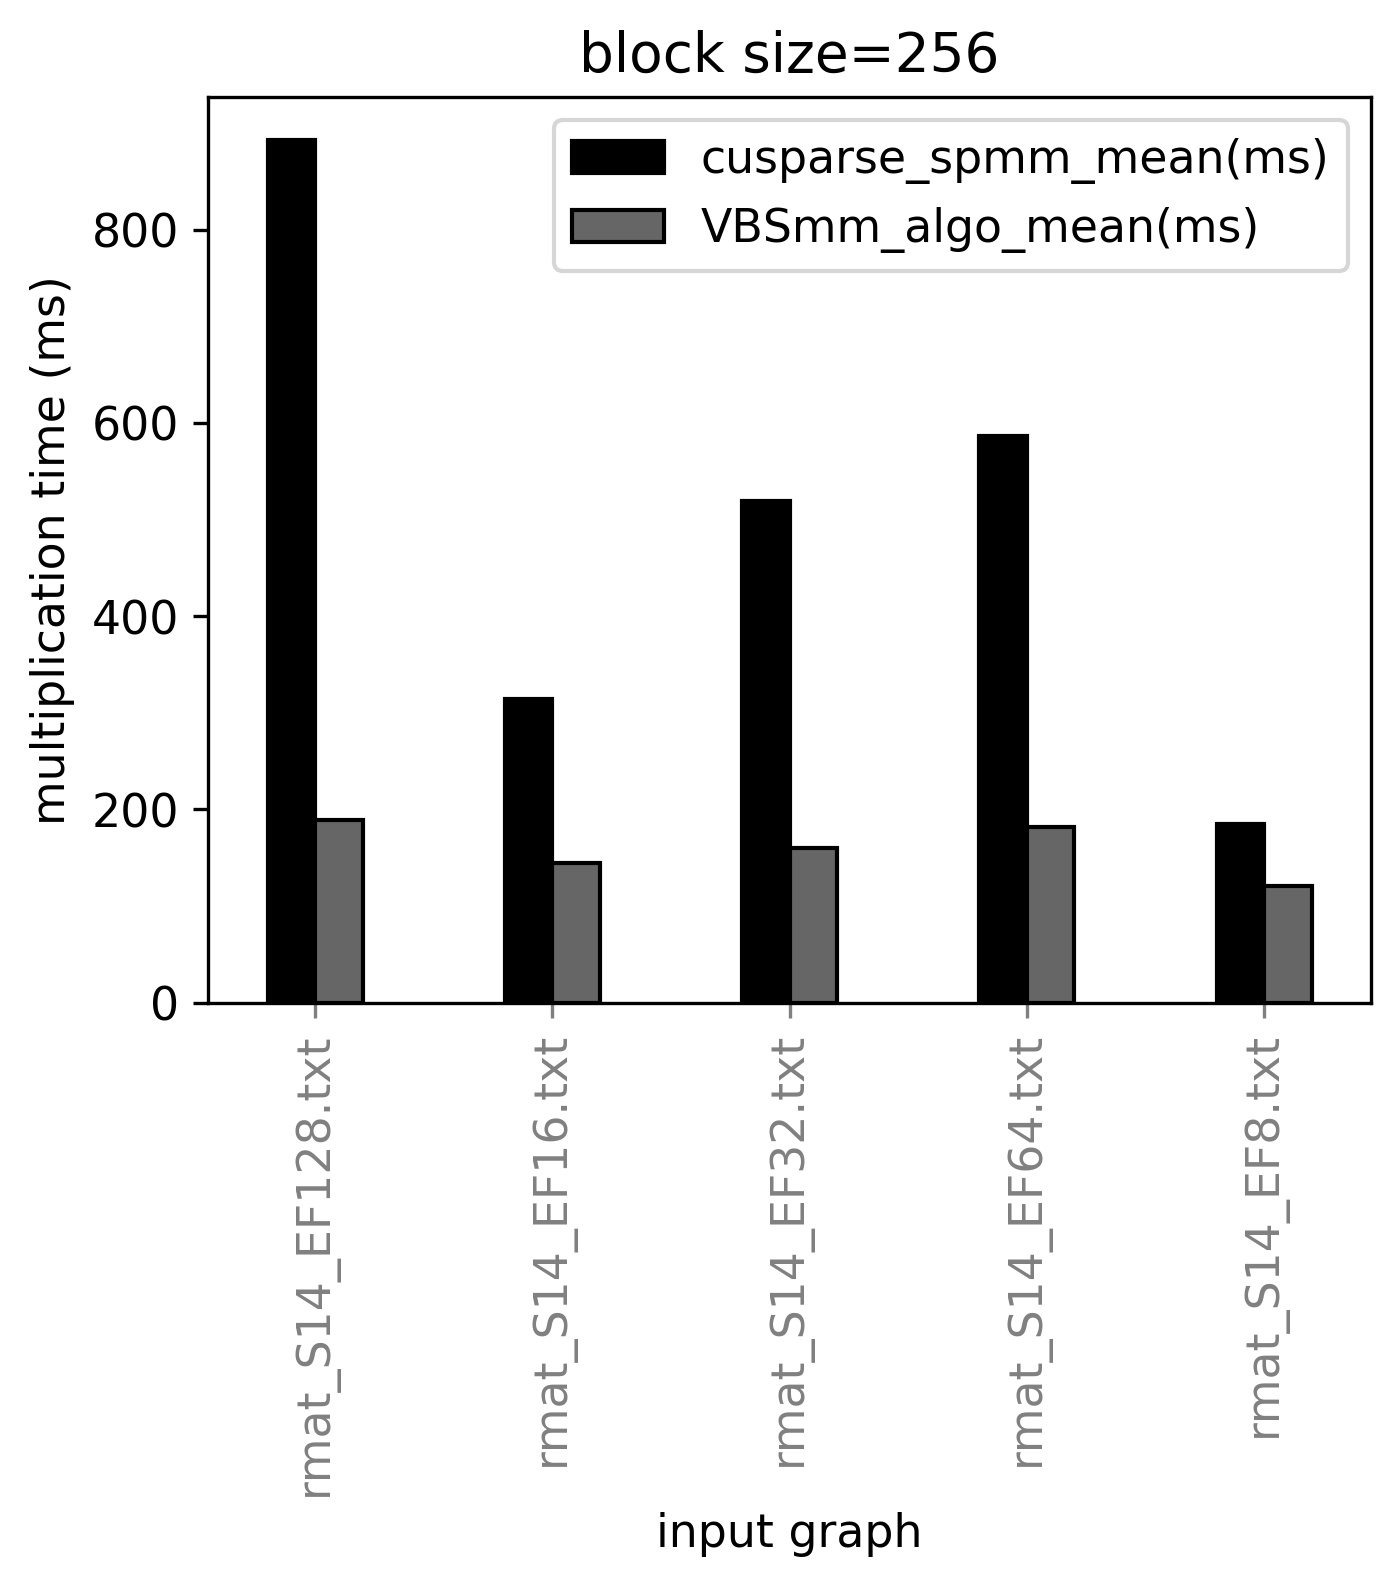 block size=256
cusparse_spmm_mean(ms)
VBSmm_algo_mean(ms)
multiplication time (ms)
800
600
400
200
0
rmat_S14_EF128.txt
rmat_S14_EF16.txt
rmat_S14_EF32.txt
rmat_S14_EF64.txt
rmat_S14_EF8.txt
input graph